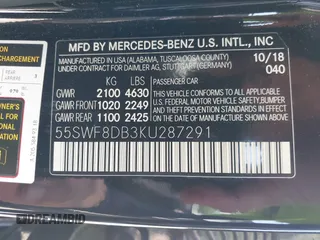 MFD BY MERCEDES-BENZ U.S. INTL., INC
IN USA (ALABAMA, TUSCALOOSA COUNTY) 10/18
UNDER CONTRACT FOR DAIMLER AG, STUTTGART/GERMANY 040
KG LBS PASSENGER CAR
GVWR 2100 4630
GAWR FRONT 1020 2249
GAWR REAR 1100 2425
THIS VEHICLE CONFORMS TO ALL APPLICABLE
U.S. FEDERAL MOTOR VEHICLE SAFETY, BUMPER,
AND THEFT PREVENTION STANDARDS IN EFFECT
ON THE DATE OF MANUFACTURE SHOWN ABOVE.
55SWF8DB3KU287291
DREAMBID